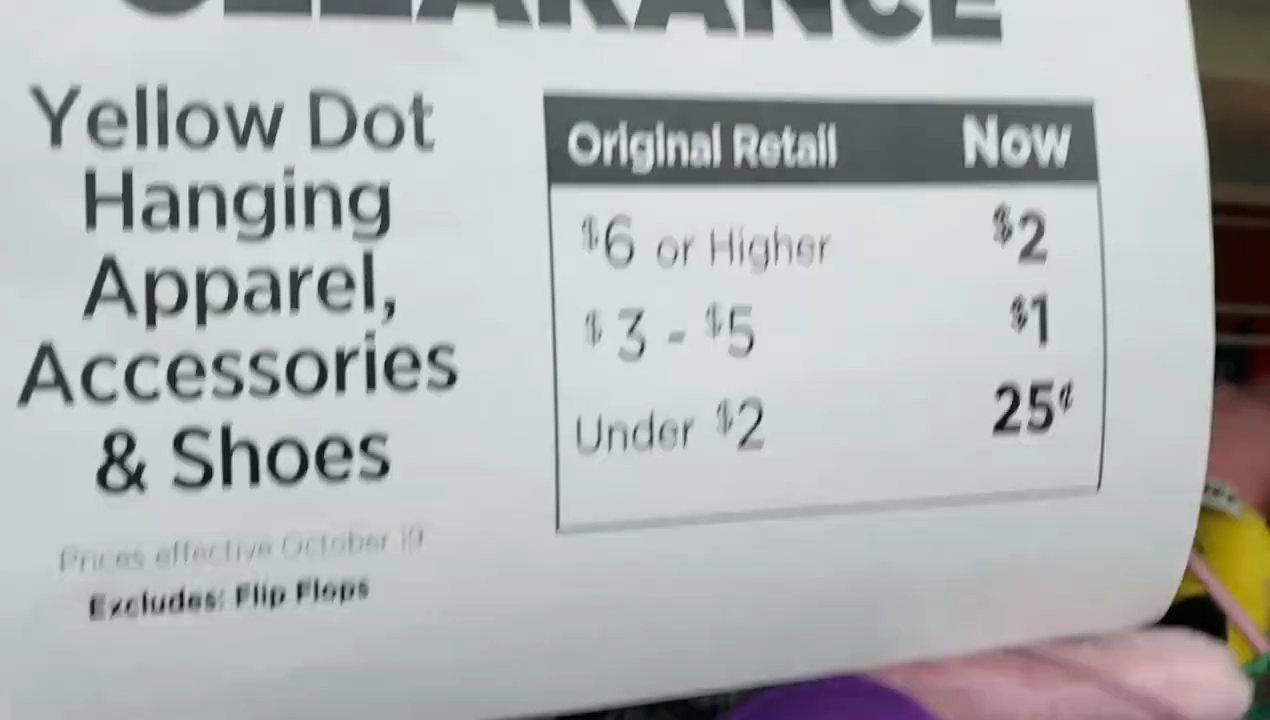 CLEARANCE
Yellow Dot
Hanging
Apparel,
Accessories
& Shoes
Prices effective October 19
Excludes: Flip Flops
Original Retail Now
$6 or Higher $2
$3 - $5 $1
Under $2 25¢